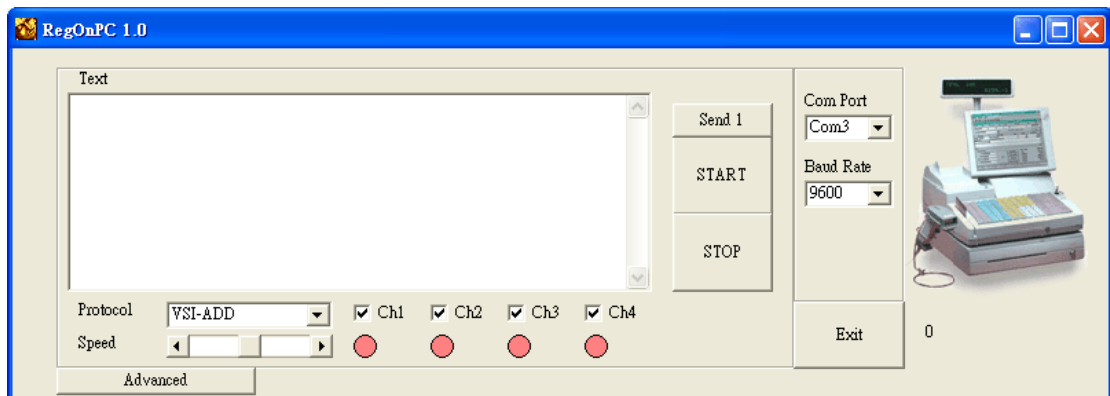 RegOnPC 1.0
Text
Send 1
START
STOP
Com Port
Com3
Baud Rate
9600
Protocol
VSI-ADD
Ch1 Ch2 Ch3 Ch4
Speed
Exit
0
Advanced